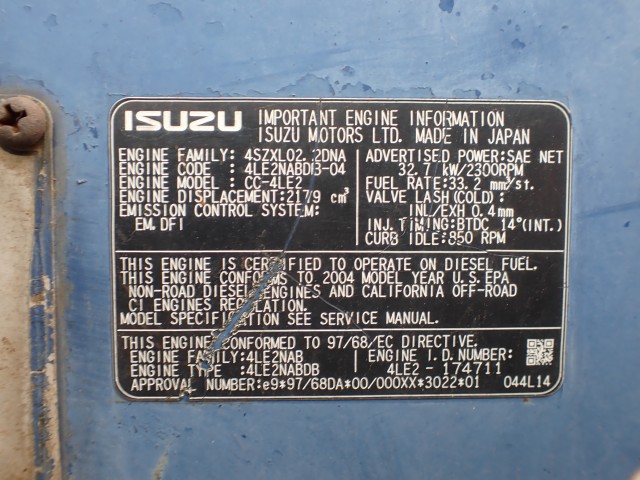 ISUZU IMPORTANT ENGINE INFORMATION
ISUZU MOTORS LTD. MADE IN JAPAN
ENGINE FAMILY: 4SZXL02.2DNA
ENGINE CODE : 4LE2NABDB-04
ENGINE MODEL: CC-4LE2
ENGINE DISPLACEMENT:2179 cm³
EMISSION CONTROL SYSTEM:
EM, DFI
ADVERTISED POWER:SAE NET
32.7 kW/2300RPM
FUEL RATE:33.2 mm³/st.
VALVE LASH(COLD):
INL/EXH 0.4mm
INJ.TIMING:BTDC 14°(INT.)
CURB IDLE:850 RPM
THIS ENGINE IS CERTIFIED TO OPERATE ON DIESEL FUEL.
THIS ENGINE CONFORMS TO 2004 MODEL YEAR U.S.EPA
NON-ROAD DIESEL ENGINES AND CALIFORNIA OFF-ROAD
CI ENGINES REGULATION.
MODEL SPECIFICATION SEE SERVICE MANUAL.
THIS ENGINE CONFORMED TO 97/68/EC DIRECTIVE.
ENGINE FAMILY:4LE2NAB
ENGINE TYPE :4LE2NABDB
ENGINE I.D.NUMBER:
4LE2-174711
APPROVAL NUMBER:e9*97/68DA*00/000XX*3022*01 044L14